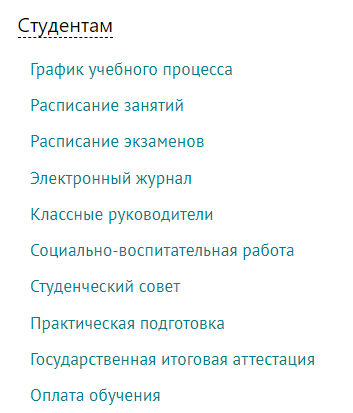 Студентам
График учебного процесса
Расписание занятий
Расписание экзаменов
Электронный журнал
Классные руководители
Социально-воспитательная работа
Студенческий совет
Практическая подготовка
Государственная итоговая аттестация
Оплата обучения